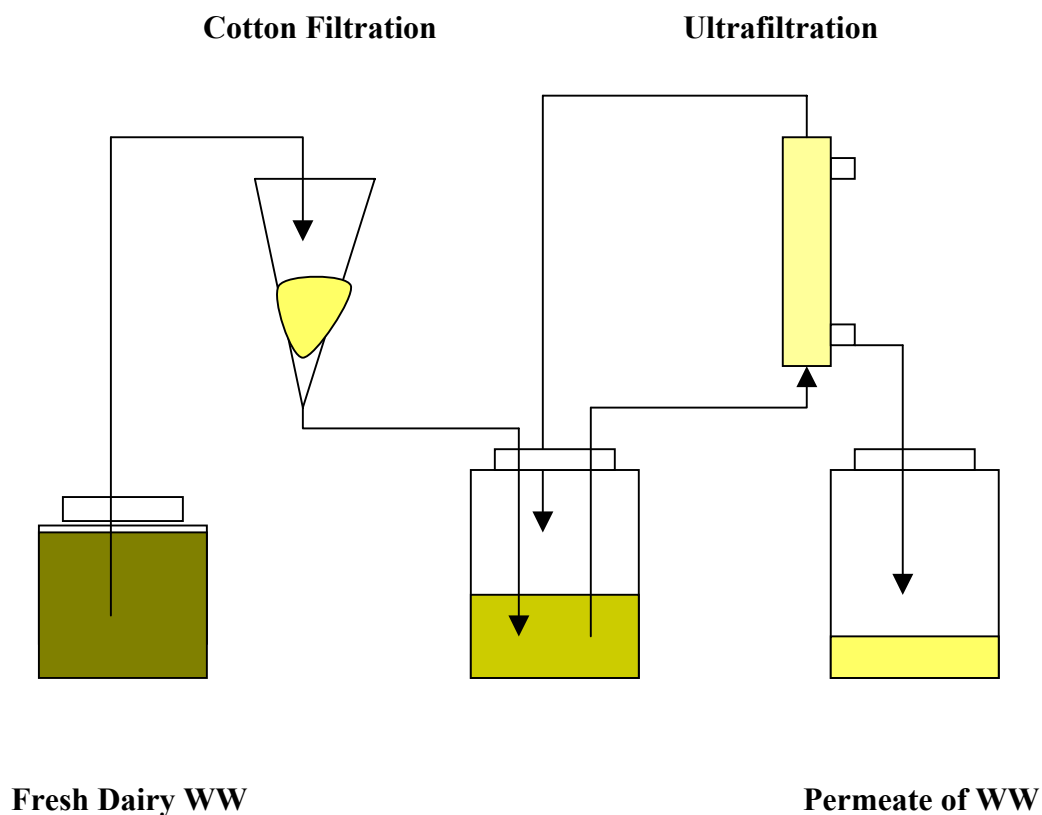 Cotton Filtration
Ultrafiltration
Fresh Dairy WW
Permeate of WW